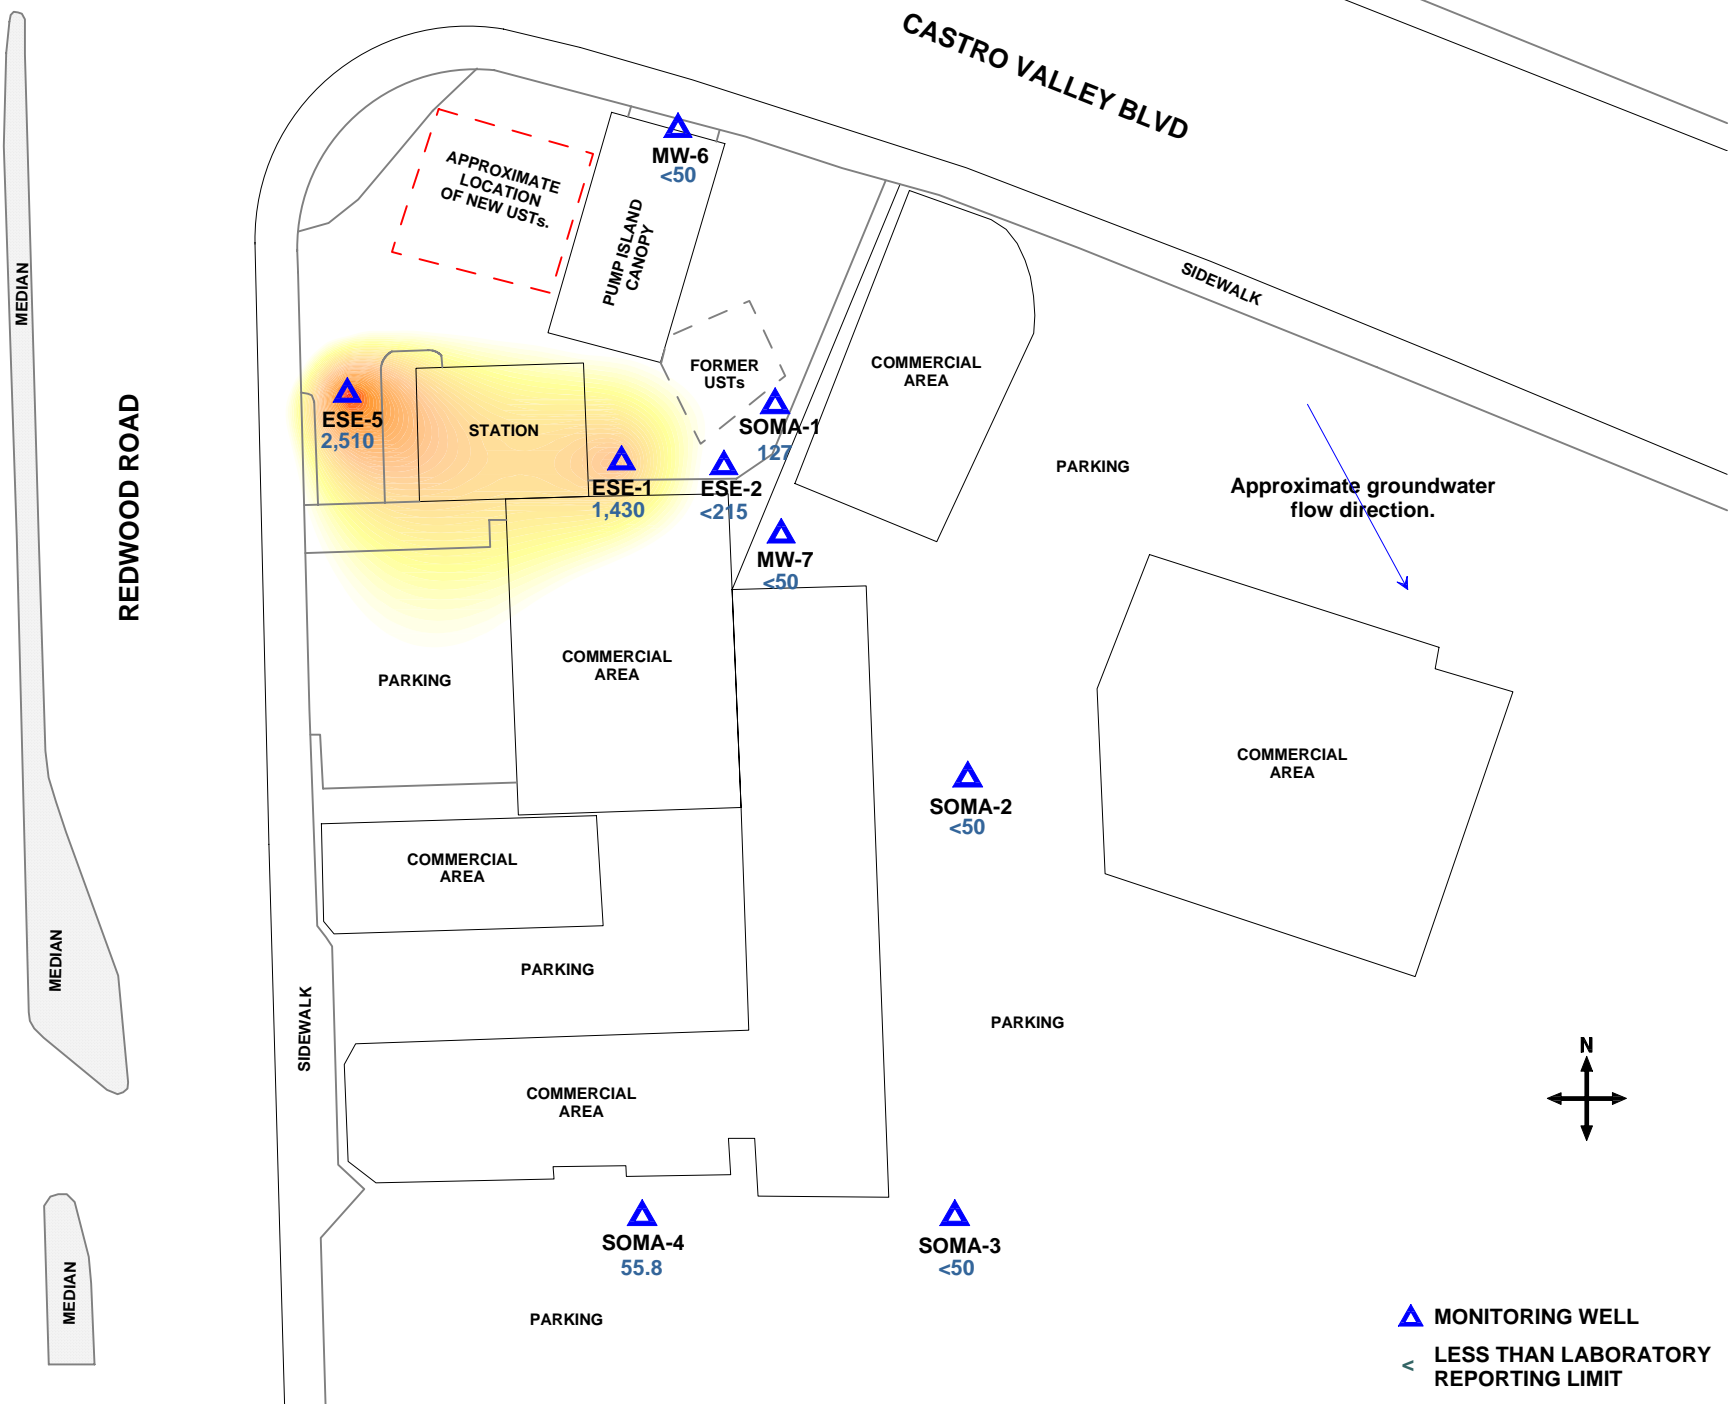 CASTRO VALLEY BLVD
MW-6
<50
APPROXIMATE
LOCATION
OF NEW USTs.
PUMP ISLAND
CANOPY
MEDIAN
SIDEWALK
REDWOOD ROAD
FORMER
USTs
COMMERCIAL
AREA
ESE-5
2,510
STATION
SOMA-1
127
ESE-1
1,430
ESE-2
<215
PARKING
Approximate groundwater
flow direction.
MW-7
<50
COMMERCIAL
AREA
PARKING
COMMERCIAL
AREA
SOMA-2
<50
COMMERCIAL
AREA
MEDIAN
PARKING
SIDEWALK
PARKING
N
COMMERCIAL
AREA
SOMA-4
55.8
SOMA-3
<50
MEDIAN
PARKING
MONITORING WELL
< LESS THAN LABORATORY
REPORTING LIMIT